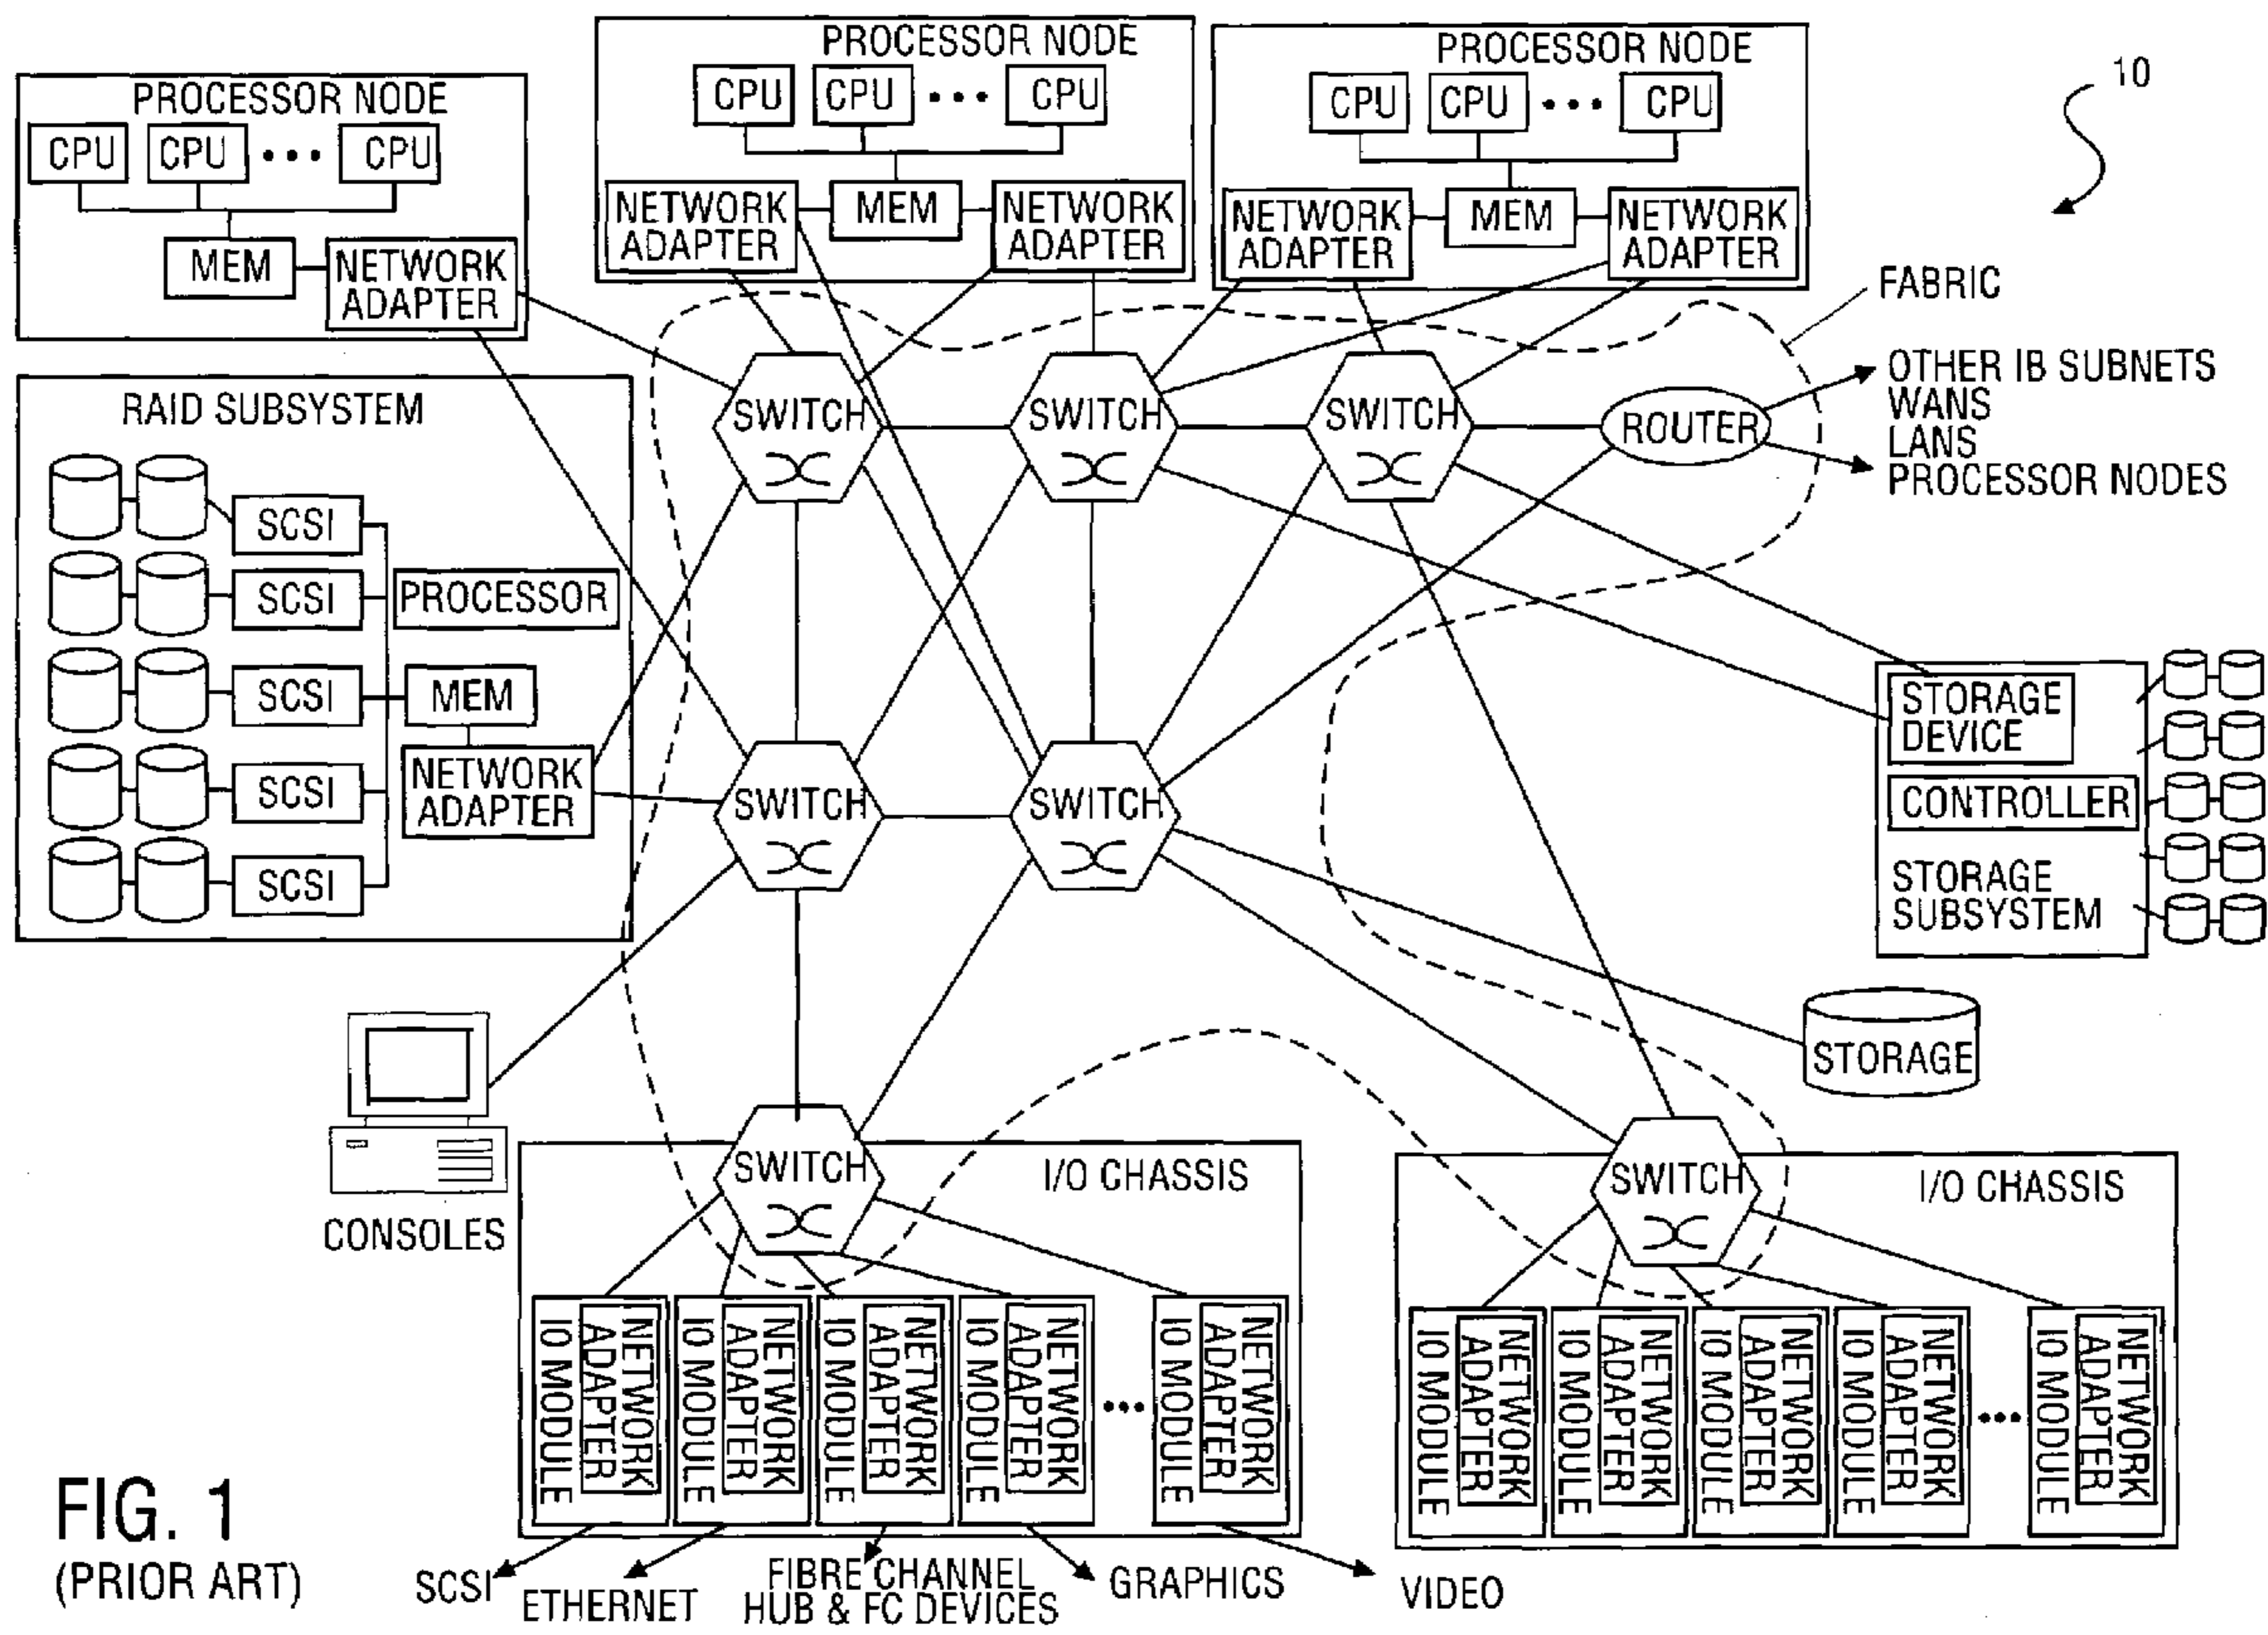 PROCESSOR NODE
CPU CPU ••• CPU
MEM
NETWORK
ADAPTER
PROCESSOR NODE
CPU CPU ••• CPU
NETWORK
ADAPTER
MEM
NETWORK
ADAPTER
PROCESSOR NODE
CPU CPU ••• CPU
NETWORK
ADAPTER
MEM
NETWORK
ADAPTER
10
FABRIC
RAID SUBSYSTEM
SCSI
SCSI
SCSI
SCSI
SCSI
PROCESSOR
MEM
NETWORK
ADAPTER
SWITCH
SWITCH
SWITCH
ROUTER
OTHER IB SUBNETS
WANS
LANS
PROCESSOR NODES
SWITCH
SWITCH
STORAGE
DEVICE
CONTROLLER
STORAGE
SUBSYSTEM
STORAGE
CONSOLES
SWITCH
I/O CHASSIS
IO MODULE
NETWORK
ADAPTER
IO MODULE
NETWORK
ADAPTER
IO MODULE
NETWORK
ADAPTER
IO MODULE
NETWORK
ADAPTER
•••
IO MODULE
NETWORK
ADAPTER
SWITCH
I/O CHASSIS
IO MODULE
NETWORK
ADAPTER
IO MODULE
NETWORK
ADAPTER
IO MODULE
NETWORK
ADAPTER
IO MODULE
NETWORK
ADAPTER
•••
IO MODULE
NETWORK
ADAPTER
SCSI
ETHERNET
FIBRE CHANNEL
HUB & FC DEVICES
GRAPHICS
VIDEO
FIG. 1
(PRIOR ART)